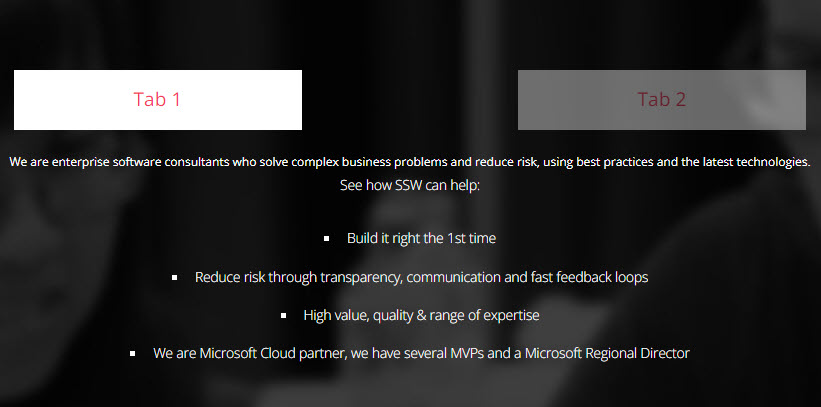 Tab 1
Tab 2
We are enterprise software consultants who solve complex business problems and reduce risk, using best practices and the latest technologies.
See how SSW can help:
Build it right the 1st time
Reduce risk through transparency, communication and fast feedback loops
High value, quality & range of expertise
We are Microsoft Cloud partner, we have several MVPs and a Microsoft Regional Director